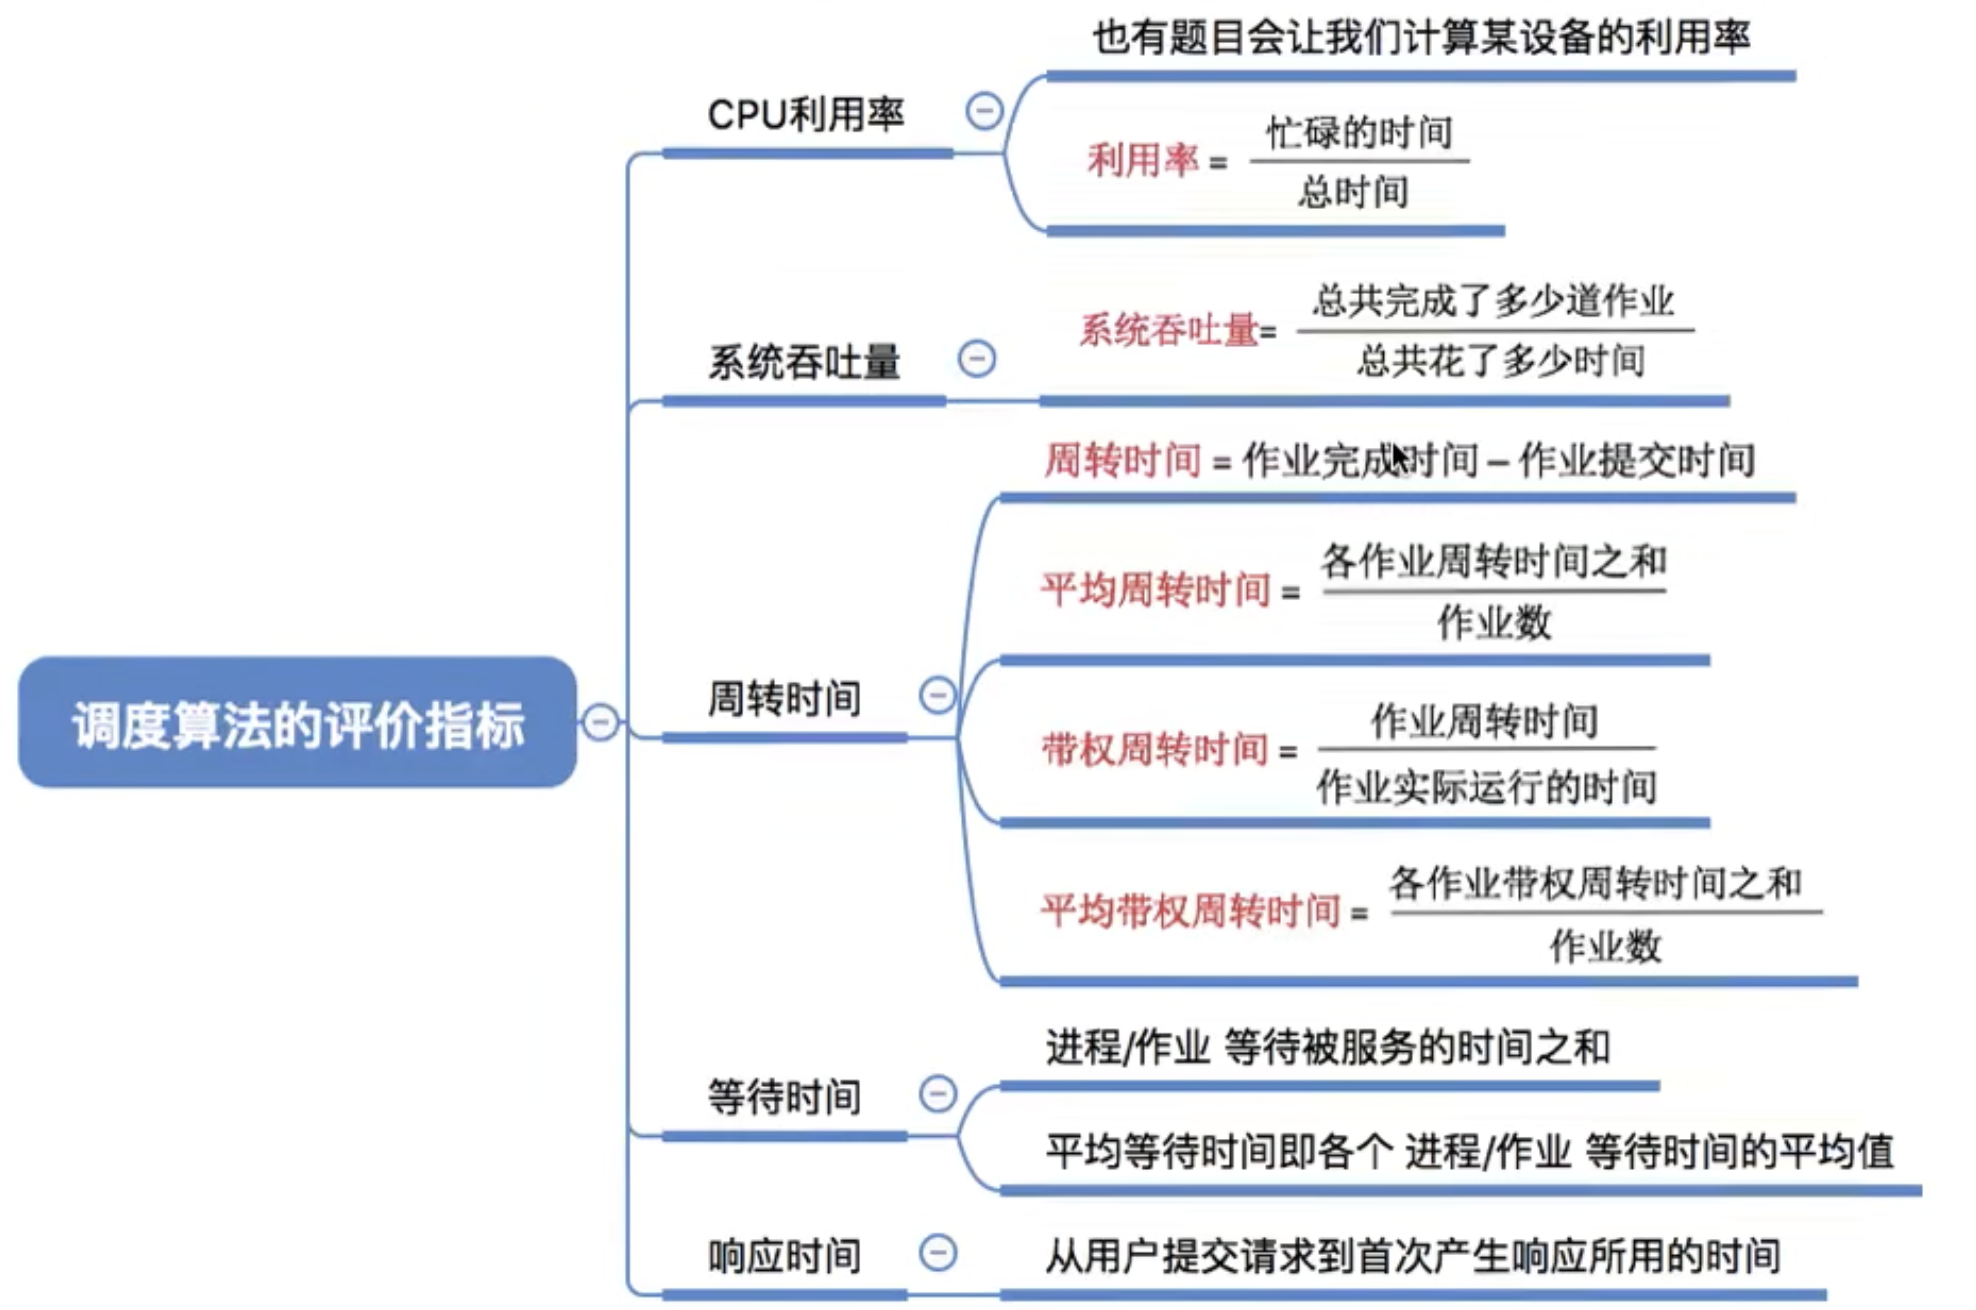 也有题目会让我们计算某设备的利用率
CPU利用率
利用率 = 忙碌的时间
总时间
系统吞吐量
系统吞吐量= 总共完成了多少道作业
总共花了多少时间
周转时间 = 作业完成时间 – 作业提交时间
平均周转时间 = 各作业周转时间之和
作业数
调度算法的评价指标
周转时间
带权周转时间 = 作业周转时间
作业实际运行的时间
平均带权周转时间 = 各作业带权周转时间之和
作业数
等待时间
进程/作业 等待被服务的时间之和
平均等待时间即各个 进程/作业 等待时间的平均值
响应时间
从用户提交请求到首次产生响应所用的时间